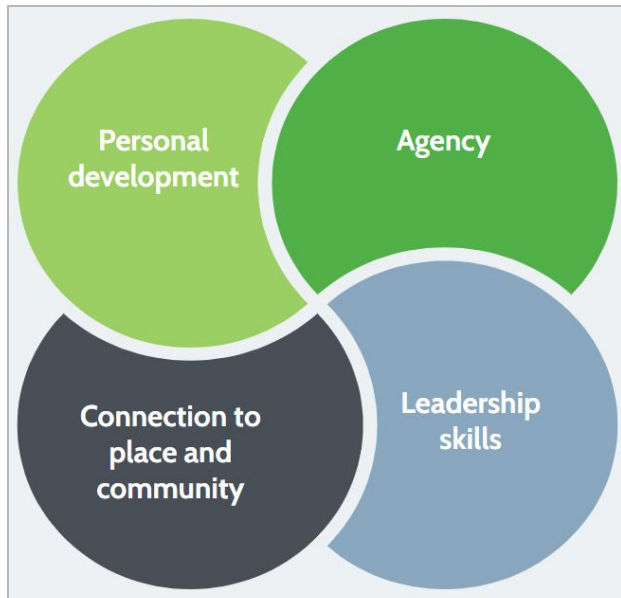 Personal
development
Agency
Connection to
place and
community
Leadership
skills